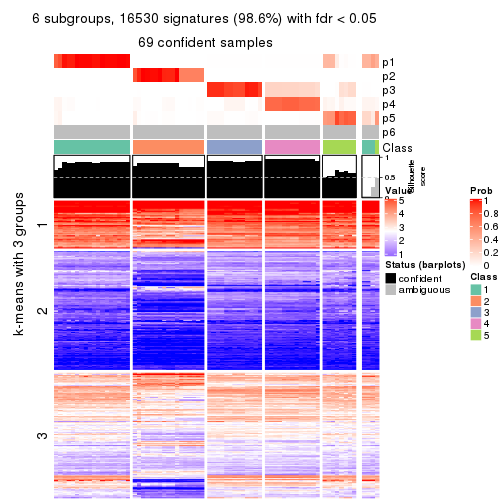 6 subgroups, 16530 signatures (98.6%) with fdr < 0.05
69 confident samples
p1
p2
p3
p4
p5
p6
Class
1
0.5
0
Silhouette
score
k-means with 3 groups
1
2
3
Value
5
4
3
2
1
Status (barplots)
confident
ambiguous
Prob
1
0.8
0.6
0.4
0.2
0
Class
1
2
3
4
5